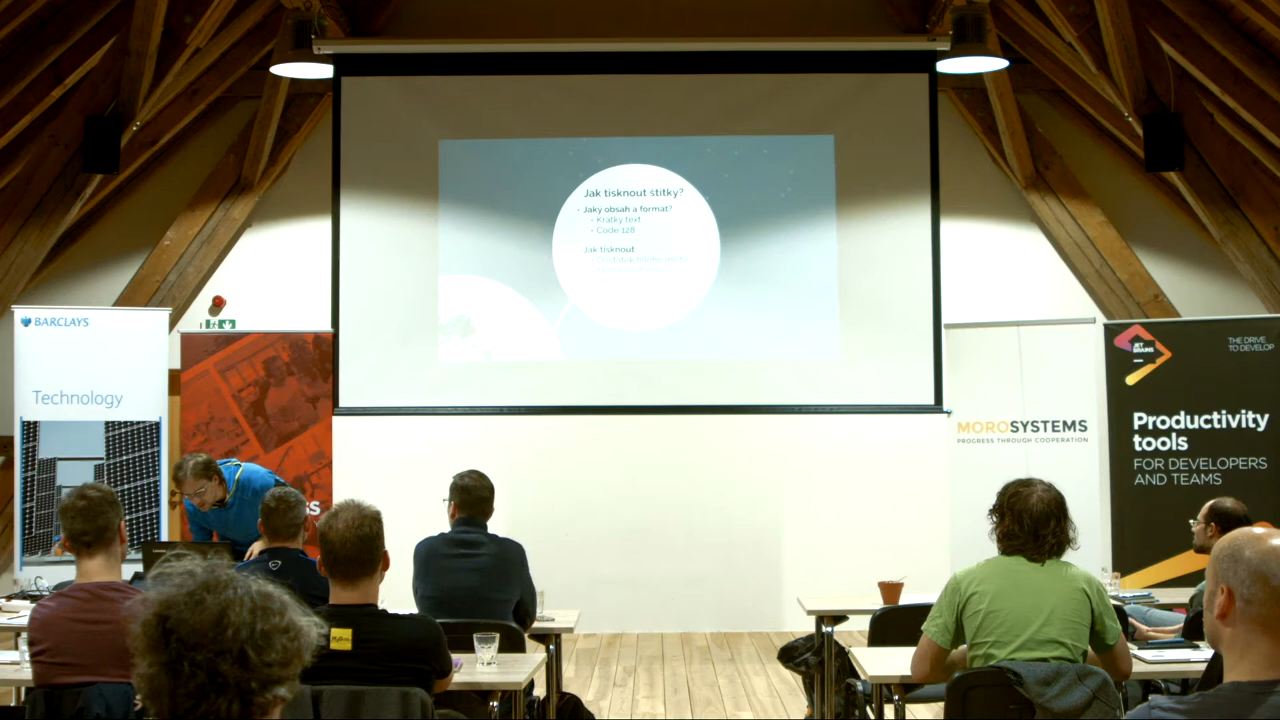 Jak tisknout štítky?
• Jaký obsah a formát?
• Krátký text
• Code 128
Jak tisknout
BARCLAYS
Technology
MOROSYSTEMS
PROGRESS THROUGH COOPERATION
JET
BRAINS
THE DRIVE
TO DEVELOP
Productivity
tools
FOR DEVELOPERS
AND TEAMS